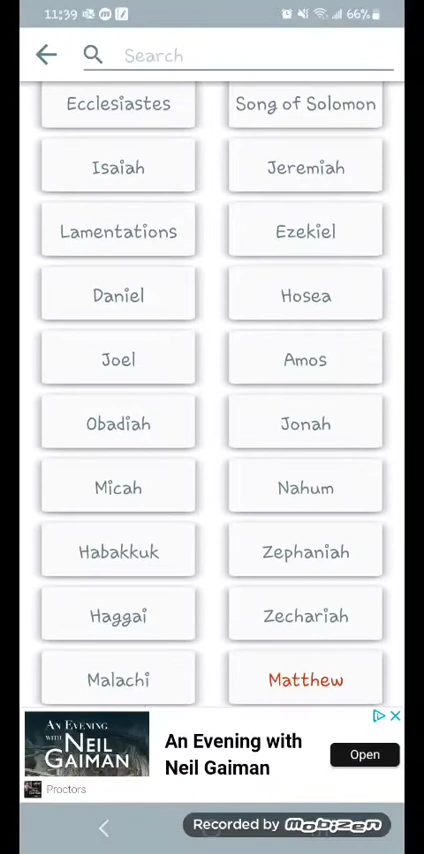 11:39 66%
Search
Ecclesiastes Song of Solomon
Isaiah Jeremiah
Lamentations Ezekiel
Daniel Hosea
Joel Amos
Obadiah Jonah
Micah Nahum
Habakkuk Zephaniah
Haggai Zechariah
Malachi Matthew
AN EVENING
WITH NEIL
GAIMAN
An Evening with
Neil Gaiman
Open
Proctors
Recorded by mobizen